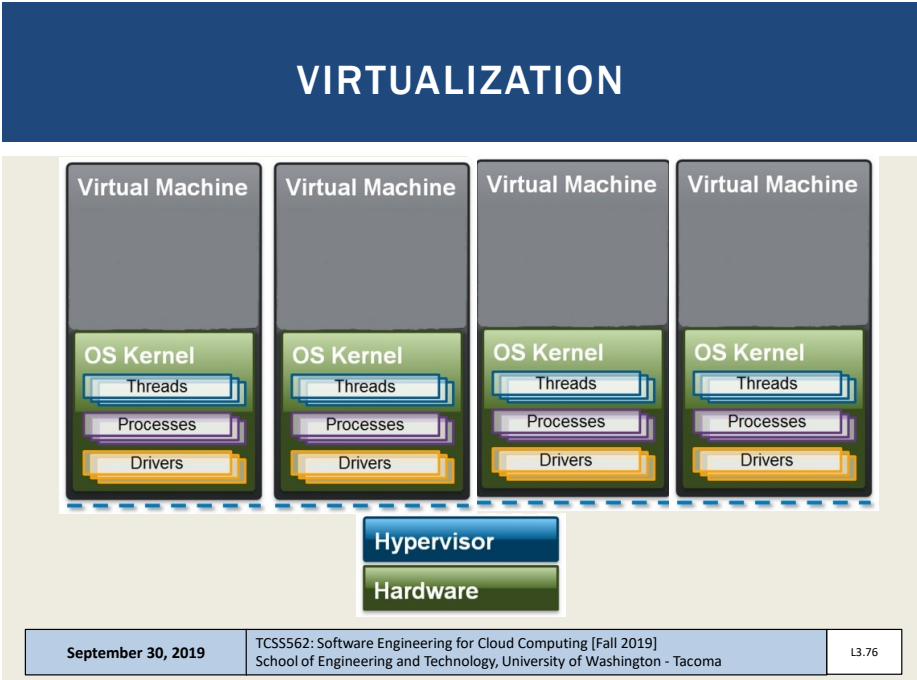 VIRTUALIZATION
Virtual Machine
OS Kernel
Threads
Processes
Drivers
Virtual Machine
OS Kernel
Threads
Processes
Drivers
Virtual Machine
OS Kernel
Threads
Processes
Drivers
Virtual Machine
OS Kernel
Threads
Processes
Drivers
Hypervisor
Hardware
September 30, 2019
TCSS562: Software Engineering for Cloud Computing [Fall 2019]
School of Engineering and Technology, University of Washington - Tacoma
L3.76